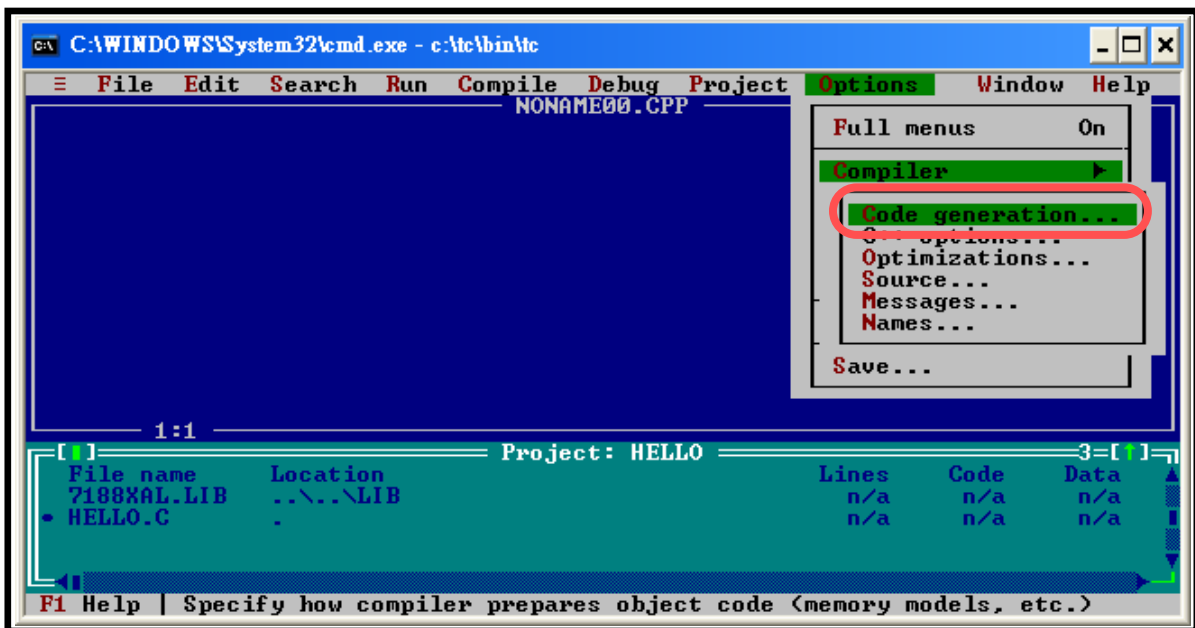 C:\WINDOWS\System32\cmd.exe - c:\tc\bin\tc
≡ File Edit Search Run Compile Debug Project Options Window Help
NONAME00.CPP
Full menus On
Compiler
Code generation...
C++ options...
Optimizations...
Source...
Messages...
Names...
Save...
1:1
Project: HELLO 3=[↑]
File name Location Lines Code Data
7188XAL.LIB ..\..\LIB n/a n/a n/a
• HELLO.C . n/a n/a n/a
F1 Help | Specify how compiler prepares object code (memory models, etc.)